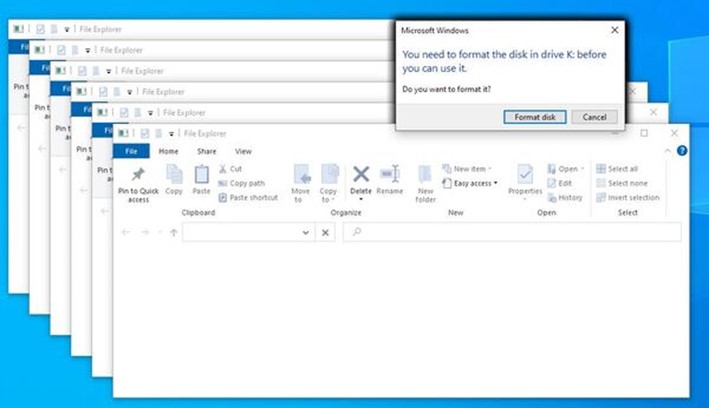 File Explorer
File Explorer
File Explorer
File Explorer
File Explorer
File Explorer
Microsoft Windows
You need to format the disk in drive K: before
you can use it.
Do you want to format it?
Format disk
Cancel
File
Home
Share
View
Pin to Quick
access
Copy
Paste
Cut
Copy path
Paste shortcut
Clipboard
Move
to
Copy
to
Delete
Rename
Organize
New
folder
New item
Easy access
New
Properties
Open
Edit
History
Open
Select all
Select none
Invert selection
Select